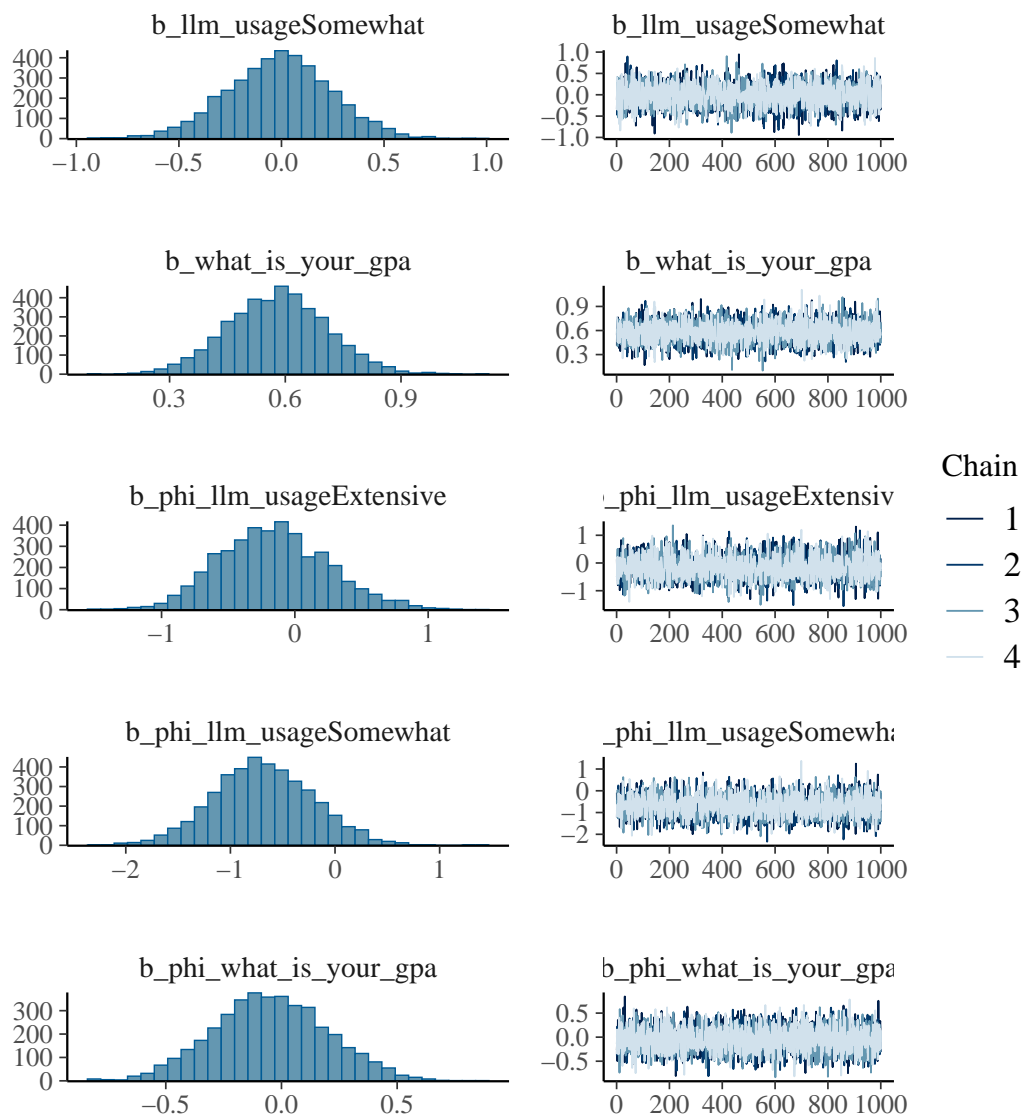 b_llm_usageSomewhat
400
300
200
100
0
−1.0 −0.5 0.0 0.5 1.0
b_llm_usageSomewhat
1.0
0.5
0.0
−0.5
−1.0
0 200 400 600 800 1000
b_what_is_your_gpa
400
300
200
100
0
0.3 0.6 0.9
b_what_is_your_gpa
0.9
0.6
0.3
0 200 400 600 800 1000
b_phi_llm_usageExtensive
400
300
200
100
0
−1 0 1
_phi_llm_usageExtensiv
1
0
−1
0 200 400 600 800 1000
b_phi_llm_usageSomewhat
400
300
200
100
0
−2 −1 0 1
_phi_llm_usageSomewha
1
0
−1
−2
0 200 400 600 800 1000
b_phi_what_is_your_gpa
300
200
100
0
−0.5 0.0 0.5
b_phi_what_is_your_gpa
0.5
0.0
−0.5
0 200 400 600 800 1000
Chain
1
2
3
4